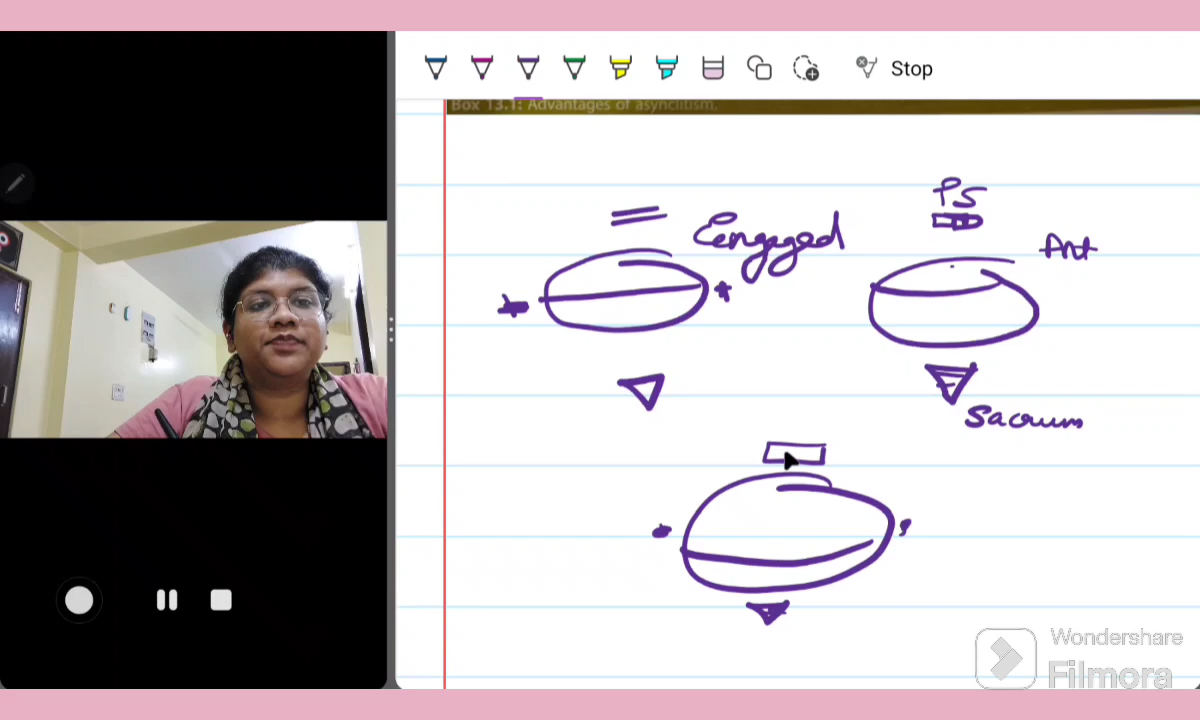 Stop
Box 13.1: Advantages of asynclitism.
PS
Engaged
Ant
Sacrum
Wondershare
Filmora